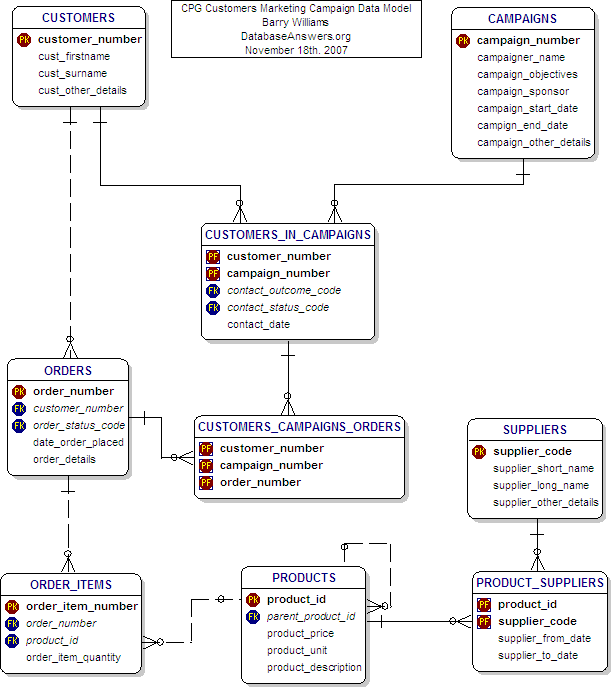 CPG Customers Marketing Campaign Data Model
Barry Williams
DatabaseAnswers.org
November 18th. 2007
CUSTOMERS
PK customer_number
cust_firstname
cust_surname
cust_other_details
CAMPAIGNS
PK campaign_number
campaigner_name
campaign_objectives
campaign_sponsor
campaign_start_date
campign_end_date
campaign_other_details
CUSTOMERS_IN_CAMPAIGNS
PF customer_number
PF campaign_number
FK contact_outcome_code
FK contact_status_code
contact_date
ORDERS
PK order_number
FK customer_number
FK order_status_code
date_order_placed
order_details
CUSTOMERS_CAMPAIGNS_ORDERS
PF customer_number
PF campaign_number
PF order_number
SUPPLIERS
PK supplier_code
supplier_short_name
supplier_long_name
supplier_other_details
ORDER_ITEMS
PK order_item_number
FK order_number
FK product_id
order_item_quantity
PRODUCTS
PK product_id
FK parent_product_id
product_price
product_unit
product_description
PRODUCT_SUPPLIERS
PF product_id
PF supplier_code
supplier_from_date
supplier_to_date